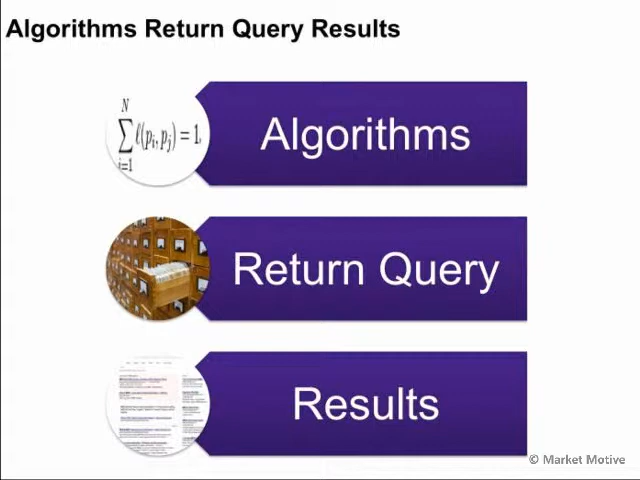 Algorithms Return Query Results
N
∑ ℓ(pᵢ,pⱼ) = 1,
i=1
Algorithms
Return Query
Results
© Market Motive